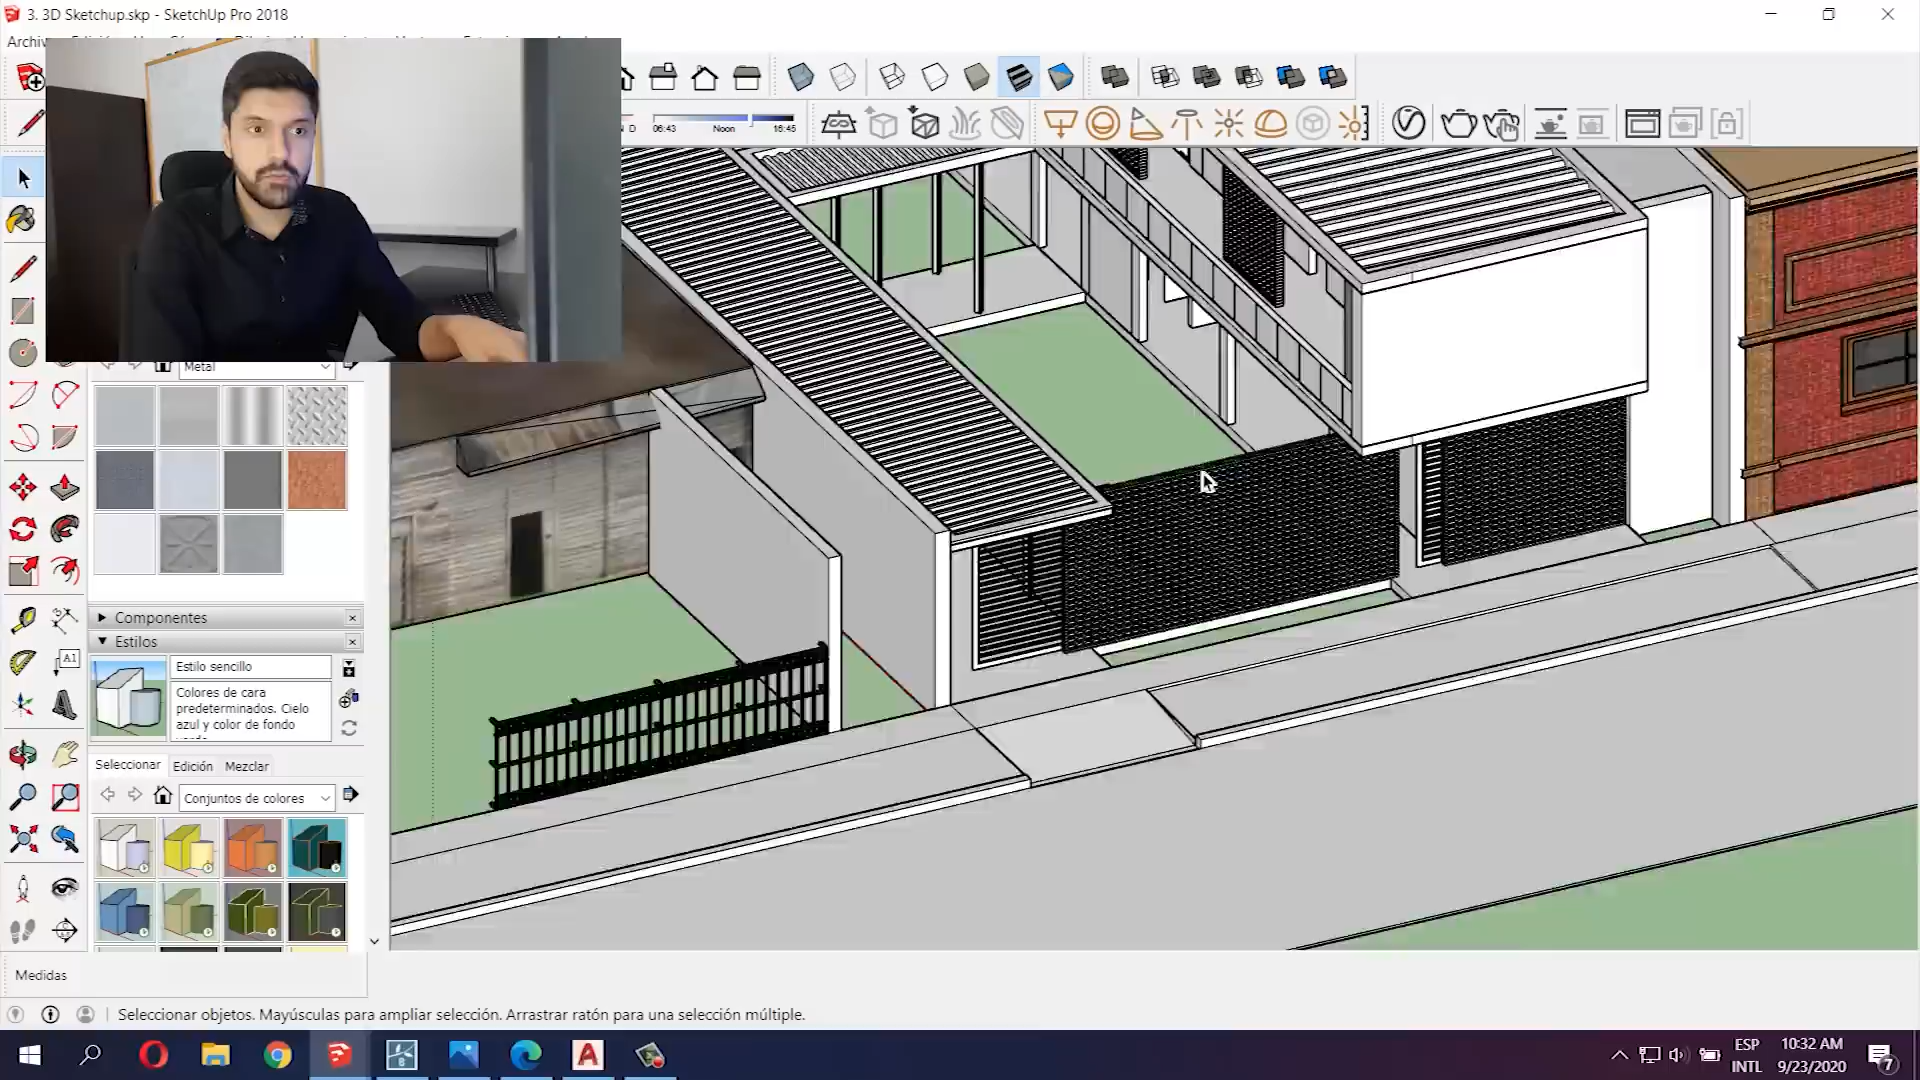 3. 3D Sketchup.skp - SketchUp Pro 2018
Archiv
N D
06:43
Noon
16:45
Metal
A1
Componentes
Estilos
Estilo sencillo
Colores de cara
predeterminados. Cielo
azul y color de fondo
Seleccionar
Edición
Mezclar
Conjuntos de colores
Medidas
Seleccionar objetos. Mayúsculas para ampliar selección. Arrastrar ratón para una selección múltiple.
ESP
INTL
10:32 AM
9/23/2020
7